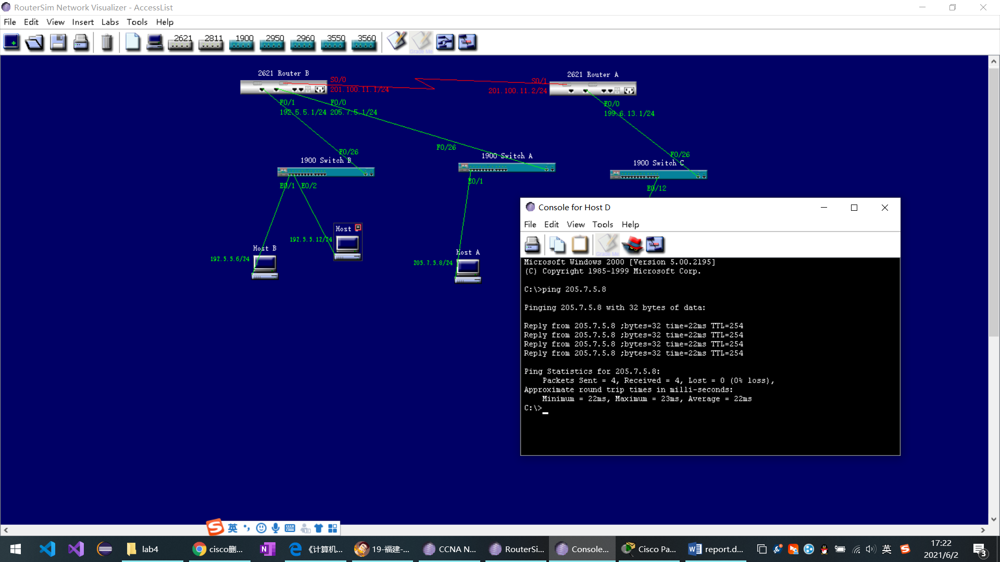 RouterSim Network Visualizer - AccessList
File Edit View Insert Labs Tools Help
2621 2811 1900 2950 2960 3550 3560
Grade Me
2621 Router B
S0/0
201.100.11.1/24
F0/1
192.5.5.1/24
F0/0
205.7.5.1/24
2621 Router A
S0/1
201.100.11.2/24
F0/0
199.6.13.1/24
F0/26
1900 Switch B
E0/1 E0/2
F0/26
1900 Switch A
E0/1
F0/26
1900 Switch C
E0/12
Host
192.5.5.12/24
Host B
192.5.5.6/24
Host A
205.7.5.8/24
Console for Host D
File Edit View Tools Help
Grade Me
Microsoft Windows 2000 [Version 5.00.2195]
(C) Copyright 1985-1999 Microsoft Corp.
C:\>ping 205.7.5.8
Pinging 205.7.5.8 with 32 bytes of data:
Reply from 205.7.5.8 ;bytes=32 time=22ms TTL=254
Reply from 205.7.5.8 ;bytes=32 time=22ms TTL=254
Reply from 205.7.5.8 ;bytes=32 time=22ms TTL=254
Reply from 205.7.5.8 ;bytes=32 time=22ms TTL=254
Ping Statistics for 205.7.5.8:
Packets Sent = 4, Received = 4, Lost = 0 (0% loss),
Approximate round trip times in milli-seconds:
Minimum = 22ms, Maximum = 23ms, Average = 22ms
C:\>
英
lab4 cisco删... 《计算机... 19-福建-... CCNA N... RouterSi... Console... Cisco Pa... report.d... 英
17:22
2021/6/2
3